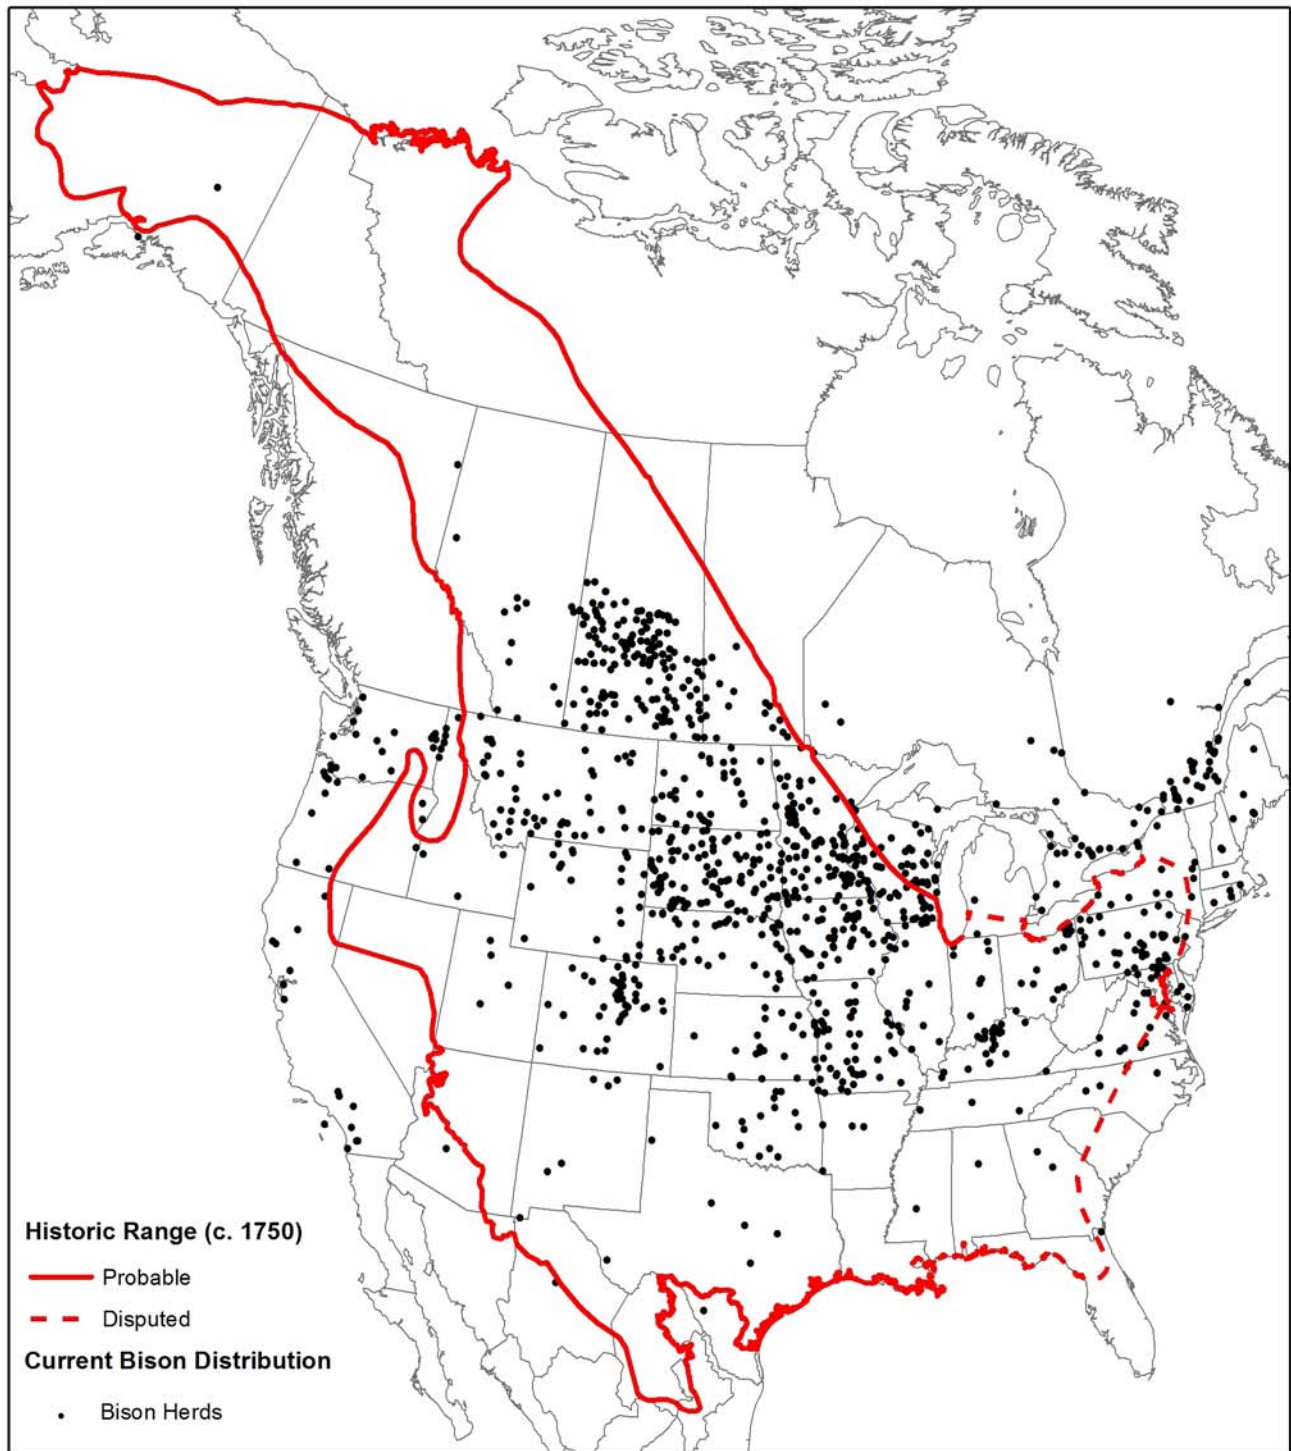 Historic Range (c. 1750)
Probable
Disputed
Current Bison Distribution
Bison Herds